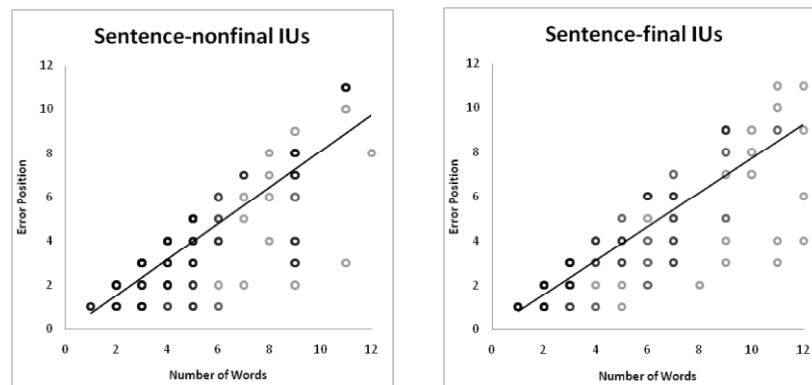 Sentence-nonfinal IUs
12
10
8
6
4
2
0
Error Position
0 2 4 6 8 10 12
Number of Words
Sentence-final IUs
12
10
8
6
4
2
0
Error Position
0 2 4 6 8 10 12
Number of Words